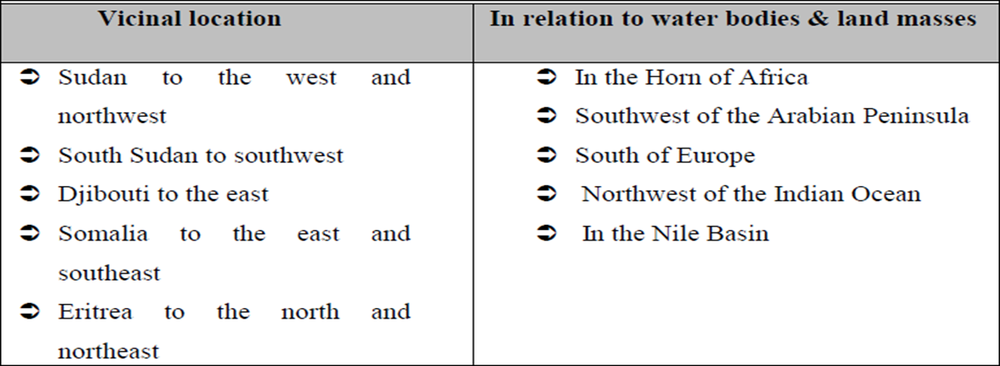 Vicinal location
In relation to water bodies & land masses
➲ Sudan to the west and
northwest
➲ South Sudan to southwest
➲ Djibouti to the east
➲ Somalia to the east and
southeast
➲ Eritrea to the north and
northeast
➲ In the Horn of Africa
➲ Southwest of the Arabian Peninsula
➲ South of Europe
➲ Northwest of the Indian Ocean
➲ In the Nile Basin